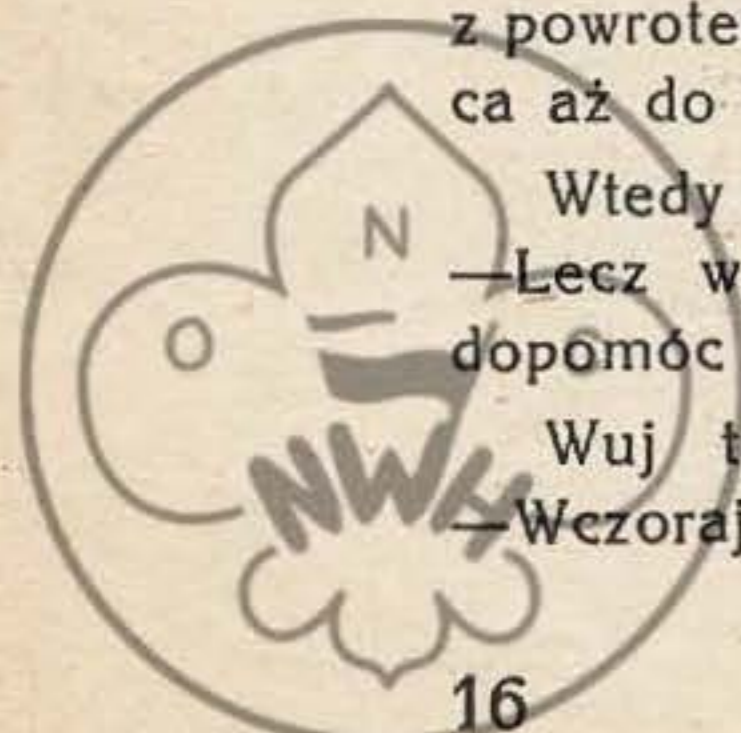 z powrote
ca aż do
Wtedy
—Lecz w
dopomóc
Wuj t
—Wczoraj
16
N
O
C
NWH